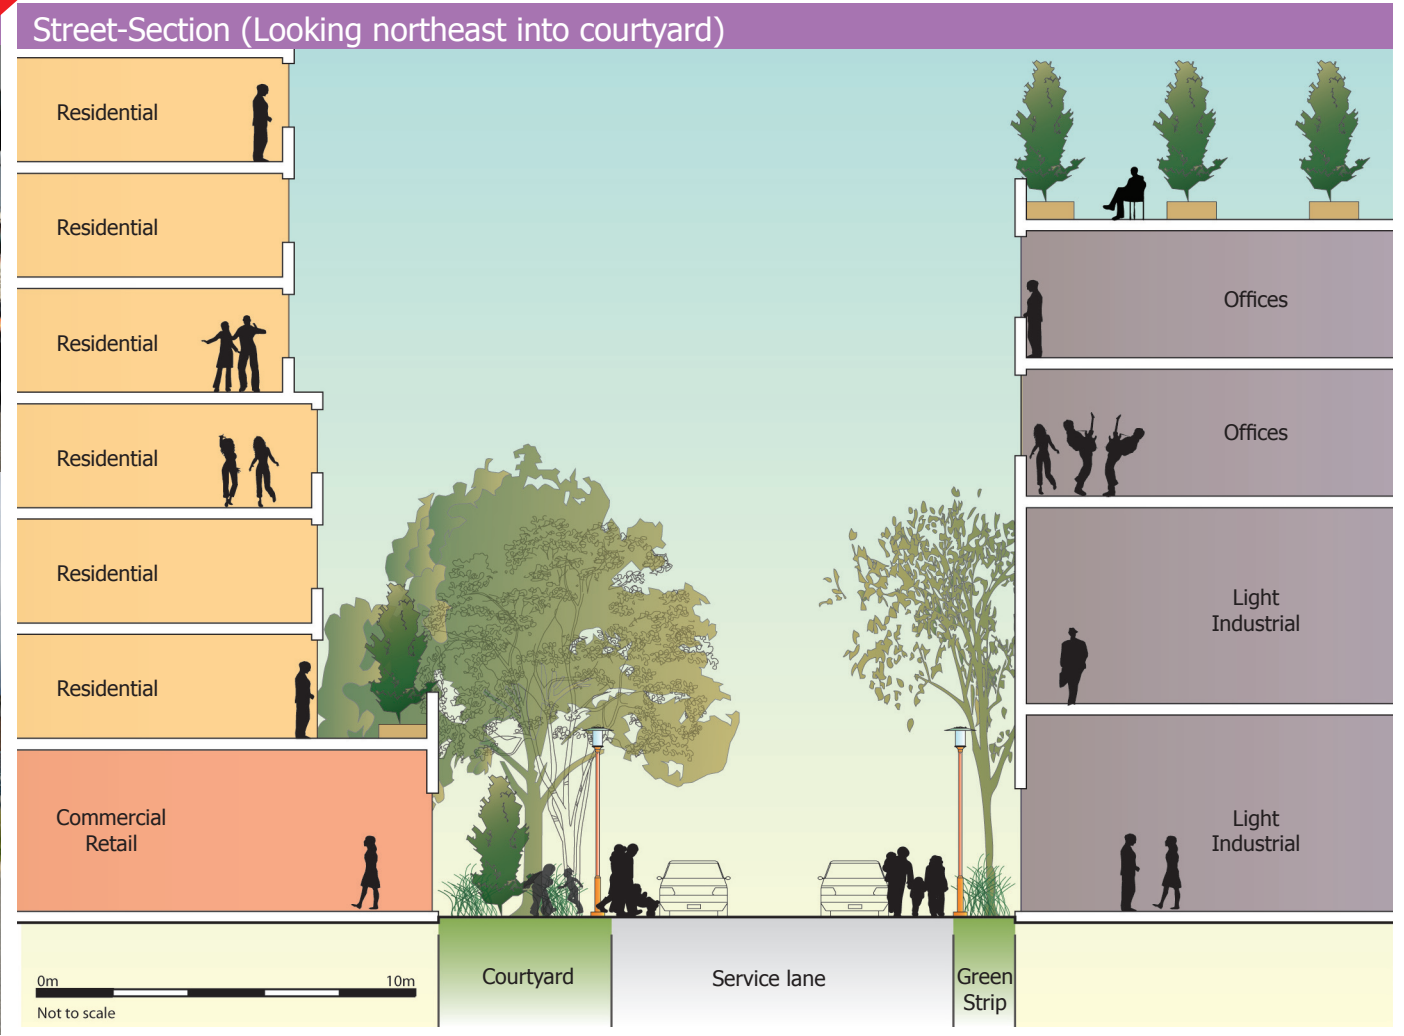 Street-Section (Looking northeast into courtyard)
Residential
Residential
Residential
Residential
Residential
Residential
Commercial
Retail
Offices
Offices
Light
Industrial
Light
Industrial
Courtyard
Service lane
Green
Strip
0m 10m
Not to scale